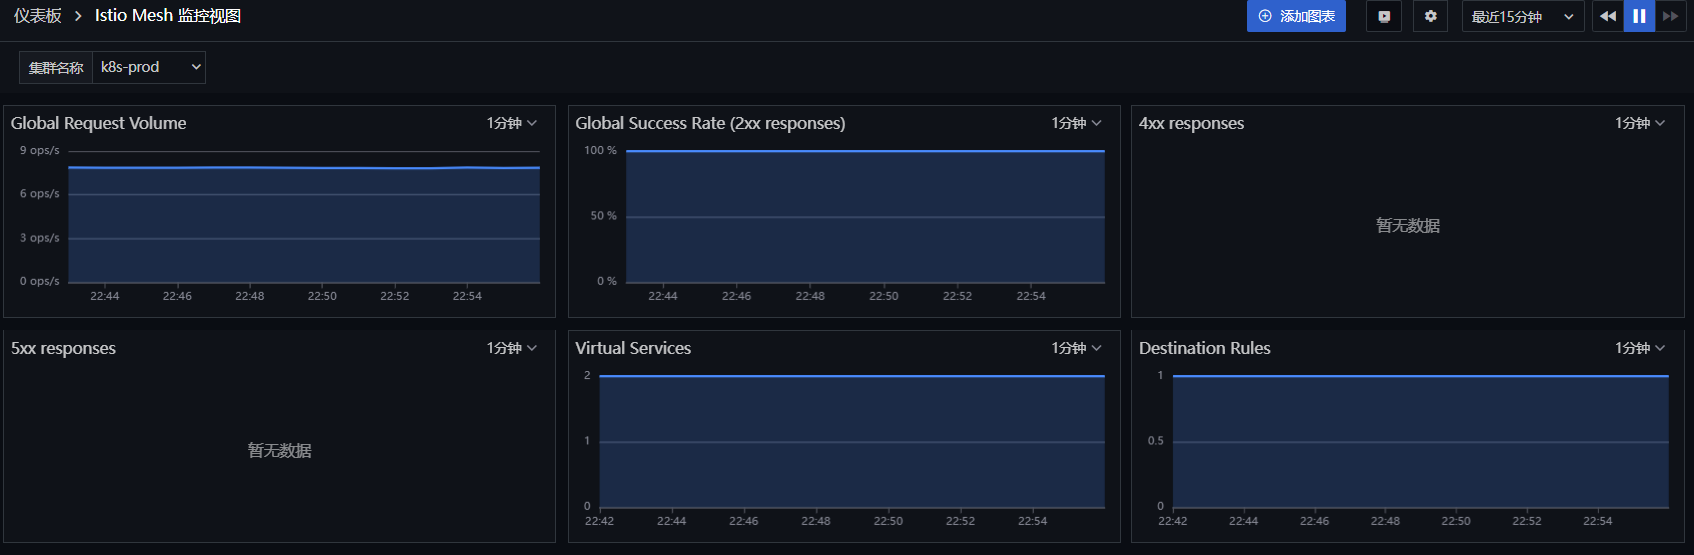 仪表板 > Istio Mesh 监控视图
添加图表
最近15分钟
集群名称 k8s-prod
Global Request Volume 1分钟
9 ops/s
6 ops/s
3 ops/s
0 ops/s
22:44 22:46 22:48 22:50 22:52 22:54
Global Success Rate (2xx responses) 1分钟
100 %
50 %
0 %
22:44 22:46 22:48 22:50 22:52 22:54
4xx responses 1分钟
暂无数据
5xx responses 1分钟
暂无数据
Virtual Services 1分钟
2
1
0
22:42 22:44 22:46 22:48 22:50 22:52 22:54
Destination Rules 1分钟
1
0.5
0
22:42 22:44 22:46 22:48 22:50 22:52 22:54